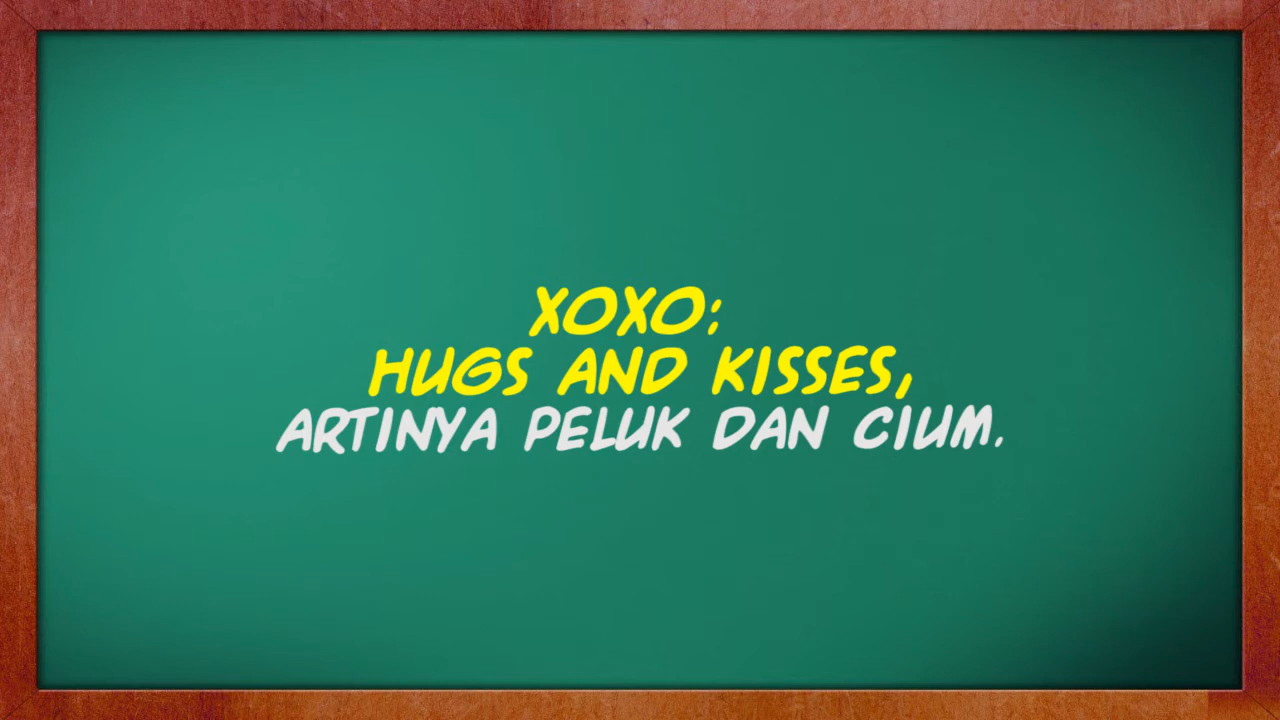 XOXO:
HUGS AND KISSES,
ARTINYA PELUK DAN CIUM.